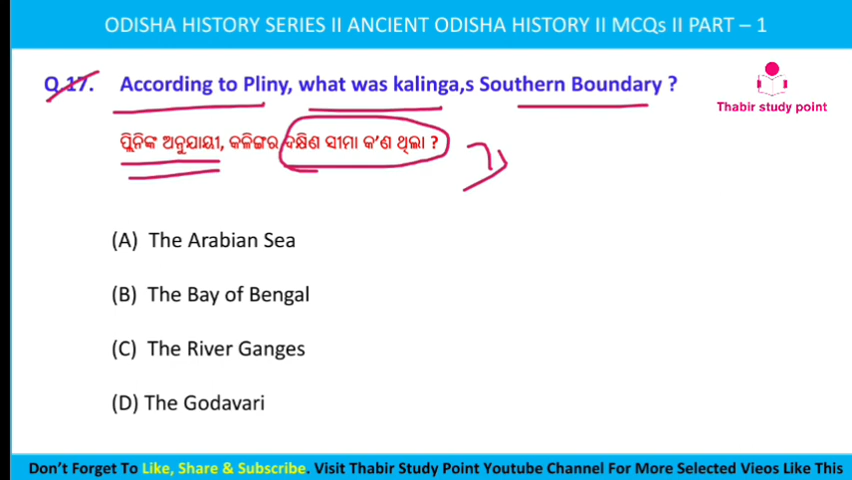 ODISHA HISTORY SERIES II ANCIENT ODISHA HISTORY II MCQs II PART – 1
Q.17. According to Pliny, what was kalinga,s Southern Boundary ?
Thabir study point
ପ୍ଲିନିଙ୍କ ଅନୁଯାୟୀ, କଳିଙ୍ଗର ଦକ୍ଷିଣ ସୀମା କ'ଣ ଥିଲା ?
(A) The Arabian Sea
(B) The Bay of Bengal
(C) The River Ganges
(D) The Godavari
Don't Forget To Like, Share & Subscribe. Visit Thabir Study Point Youtube Channel For More Selected Vieos Like This